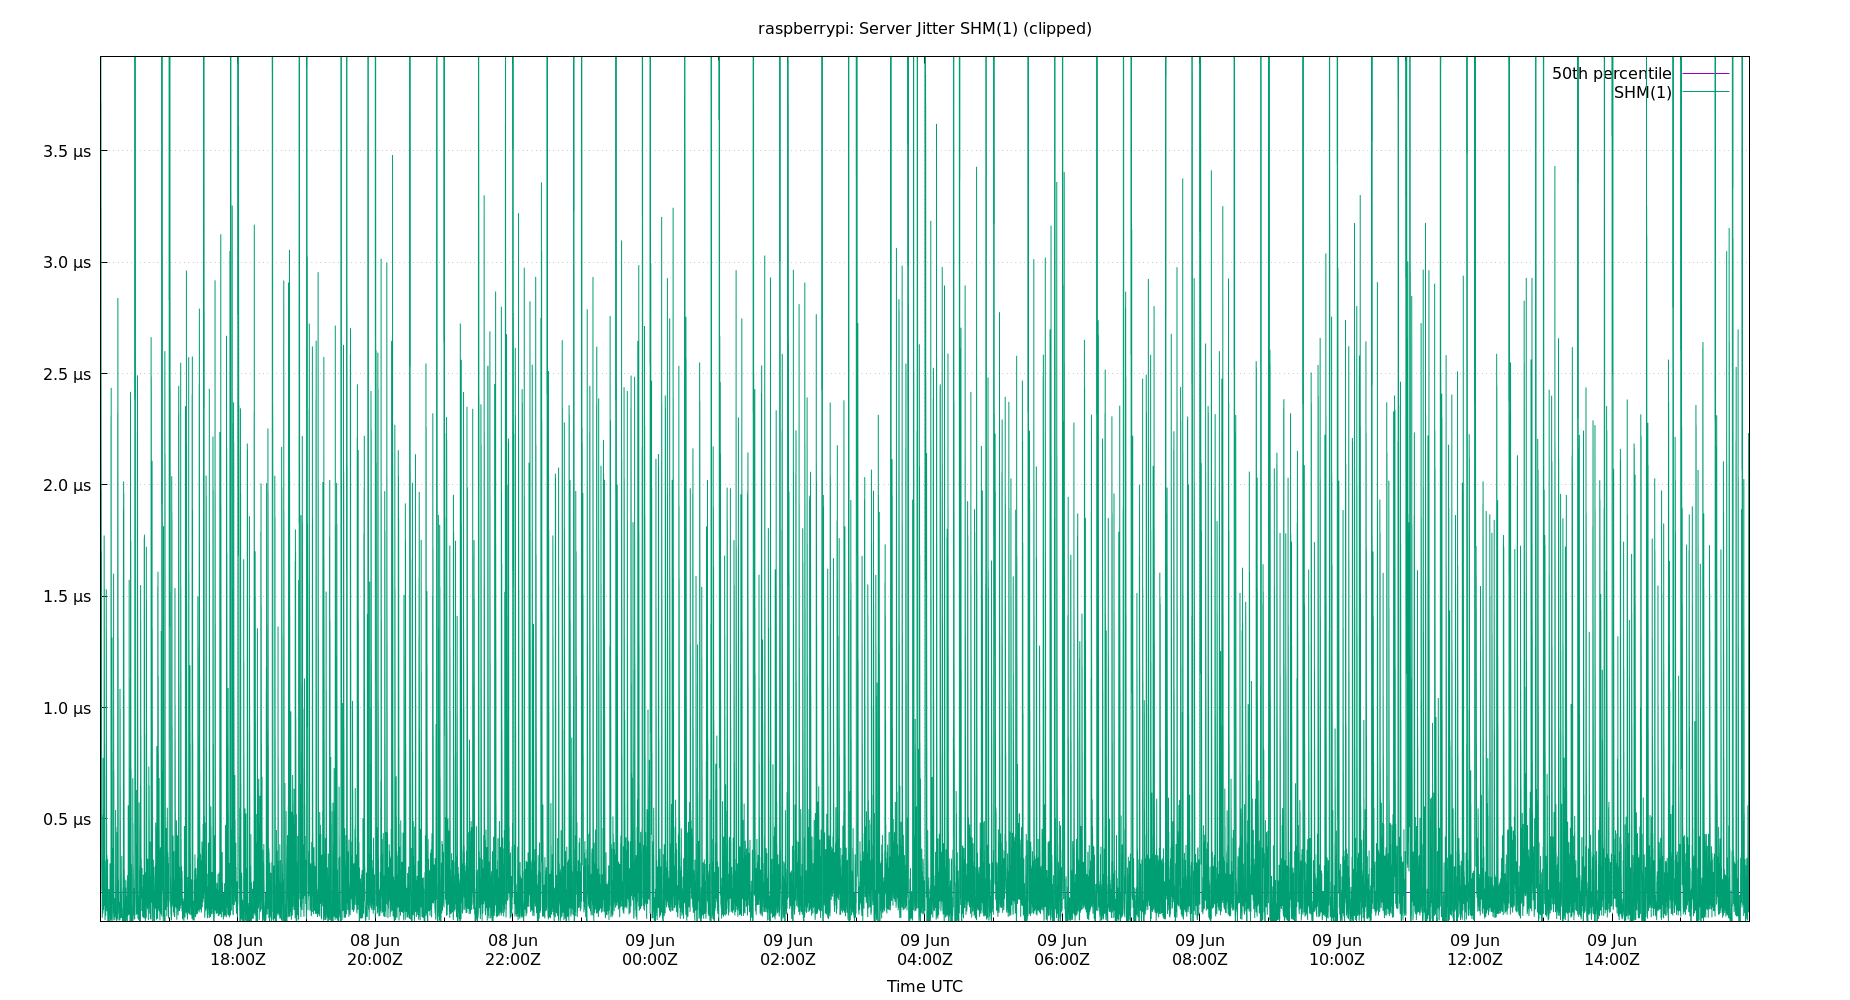 raspberrypi: Server Jitter SHM(1) (clipped)
50th percentile
SHM(1)
3.5 µs
3.0 µs
2.5 µs
2.0 µs
1.5 µs
1.0 µs
0.5 µs
08 Jun 08 Jun 08 Jun 09 Jun 09 Jun 09 Jun 09 Jun 09 Jun 09 Jun 09 Jun 09 Jun
18:00Z 20:00Z 22:00Z 00:00Z 02:00Z 04:00Z 06:00Z 08:00Z 10:00Z 12:00Z 14:00Z
Time UTC